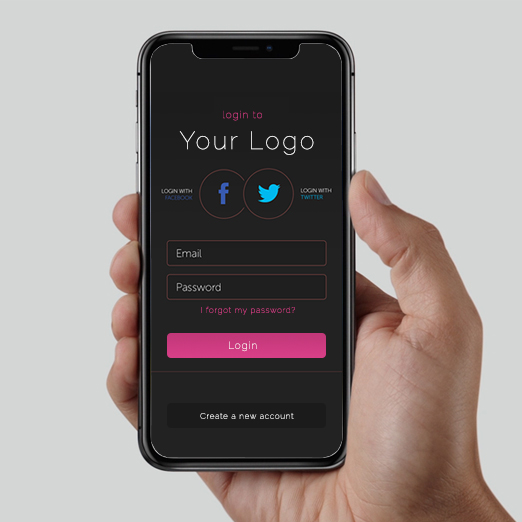 login to
Your Logo
LOGIN WITH
FACEBOOK
LOGIN WITH
TWITTER
Email
Password
I forgot my password?
Login
Create a new account